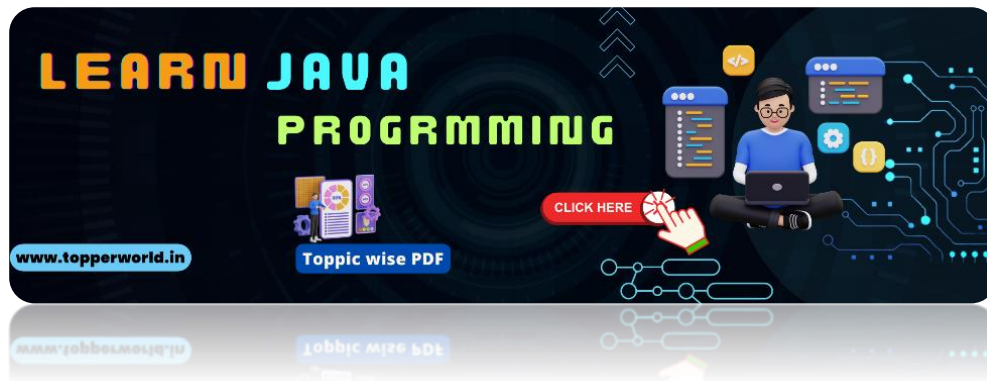 LEARN JAVA
PROGRMMING
CLICK HERE
www.topperworld.in
Toppic wise PDF